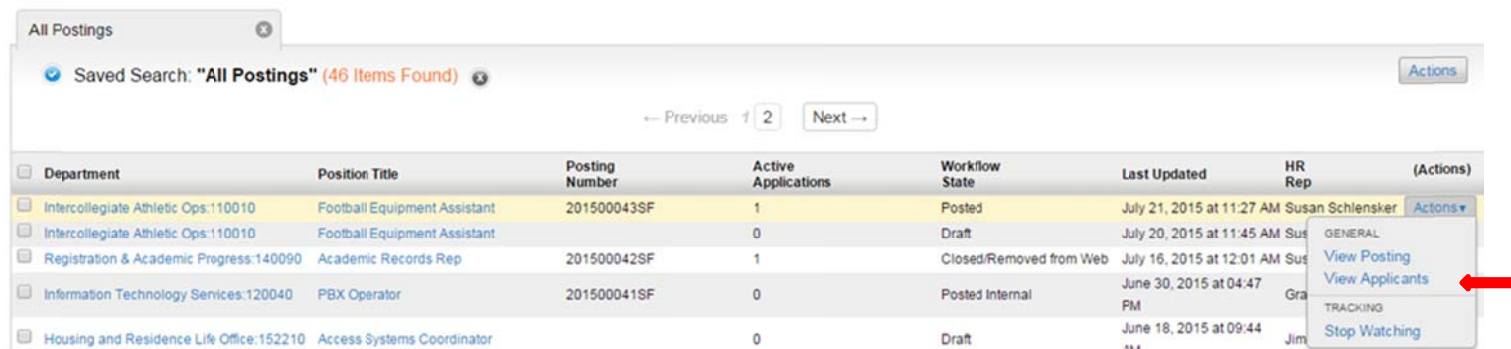 All Postings
Saved Search: "All Postings" (46 Items Found)
Actions
← Previous 1 2 Next →
Department Position Title Posting Number Active Applications Workflow State Last Updated HR Rep (Actions)
Intercollegiate Athletic Ops:110010 Football Equipment Assistant 201500043SF 1 Posted July 21, 2015 at 11:27 AM Susan Schlensker Actions▾
Intercollegiate Athletic Ops:110010 Football Equipment Assistant 0 Draft July 20, 2015 at 11:45 AM Sus
Registration & Academic Progress:140090 Academic Records Rep 201500042SF 1 Closed/Removed from Web July 16, 2015 at 12:01 AM Sus
Information Technology Services:120040 PBX Operator 201500041SF 0 Posted Internal June 30, 2015 at 04:47 PM Gra
Housing and Residence Life Office:152210 Access Systems Coordinator 0 Draft June 18, 2015 at 09:44 Jim
GENERAL
View Posting
View Applicants
TRACKING
Stop Watching